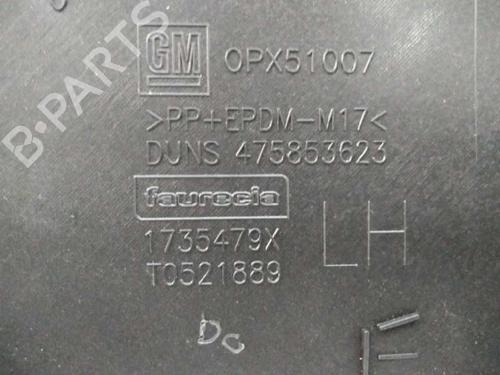 GM OPX51007
>PP+EPDM-M17<
DUNS 475853623
faurecia
1735479X
LH
T0521889
DC
B-PARTS